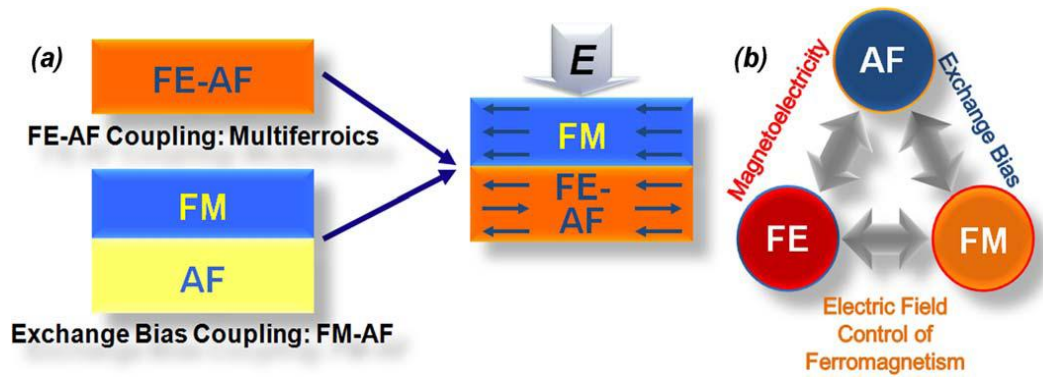 (a)
FE-AF
FE-AF Coupling: Multiferroics
FM
AF
Exchange Bias Coupling: FM-AF
E
FM
FE-
AF
(b)
AF
Magnetoelectricity
Exchange Bias
FE
FM
Electric Field
Control of
Ferromagnetism